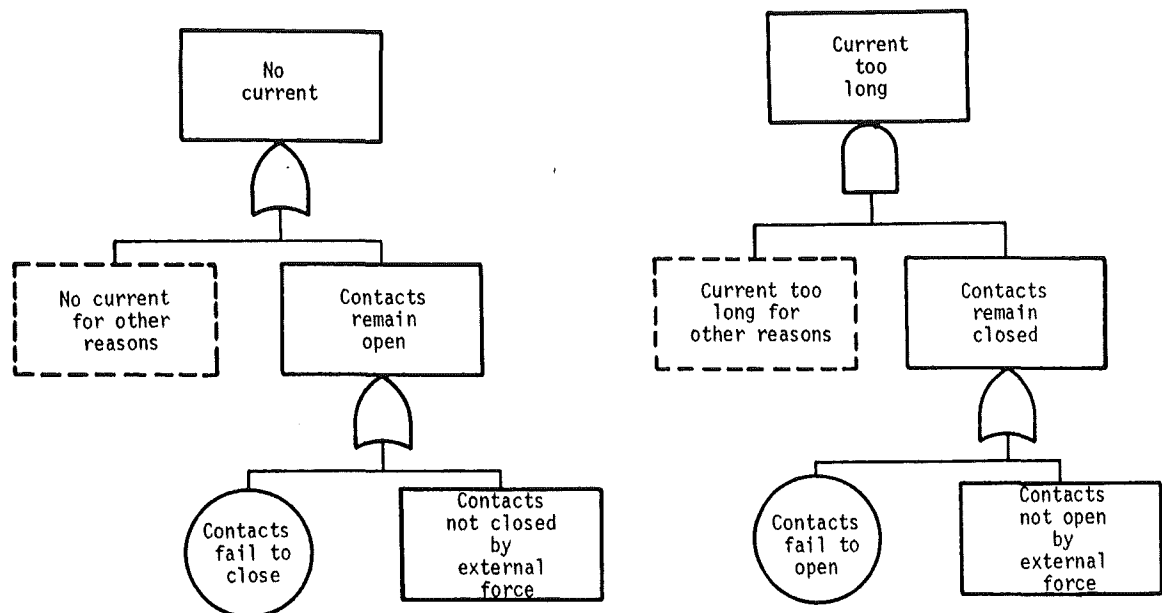 No
current
No current
for other
reasons
Contacts
remain
open
Contacts
fail to
close
Contacts
not closed
by
external
force
Current
too
long
Current too
long for
other reasons
Contacts
remain
closed
Contacts
fail to
open
Contacts
not open
by
external
force